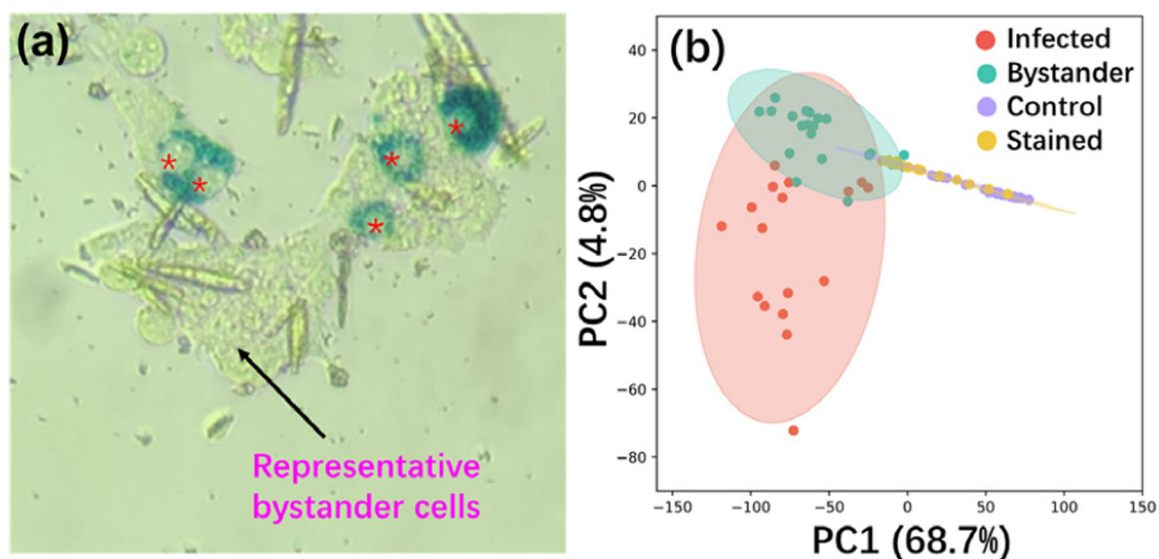 (a)
*
*
*
*
*
Representative
bystander cells
(b)
Infected
Bystander
Control
Stained
PC2 (4.8%)
40
20
0
−20
−40
−60
−80
−150
−100
−50
0
50
100
150
PC1 (68.7%)